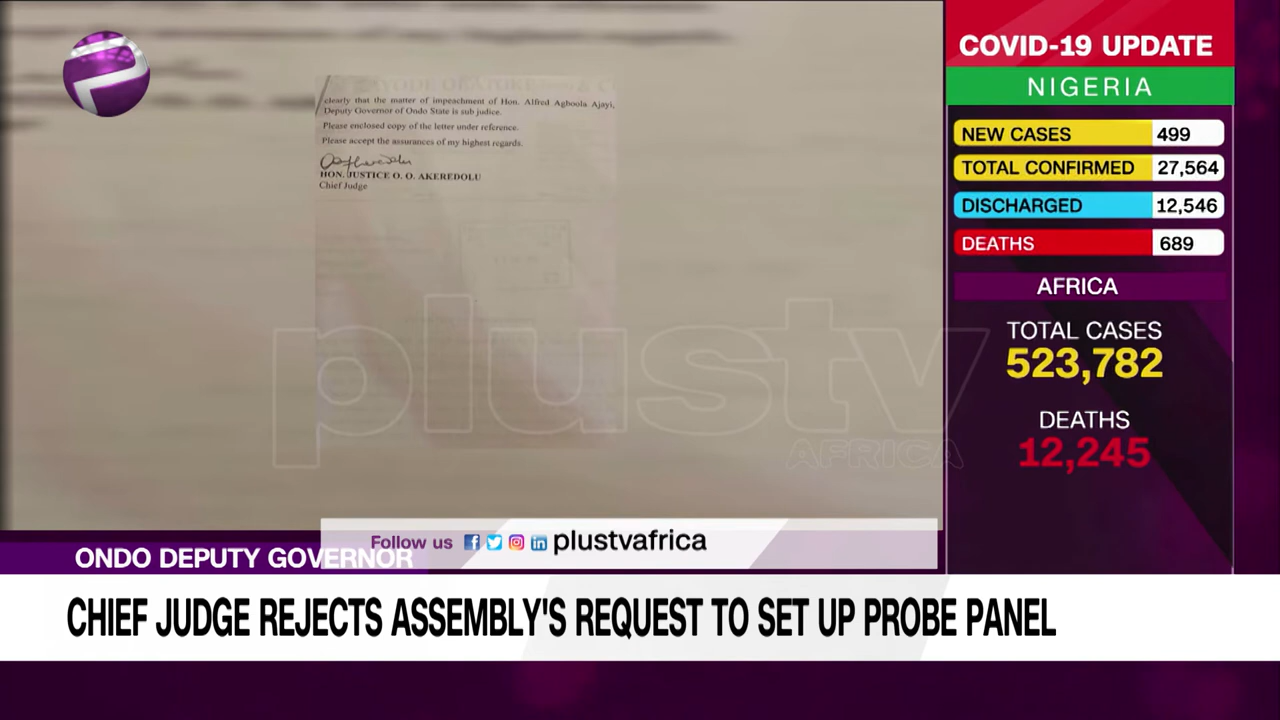 clearly that the matter of impeachment of Hon. Alfred Agboola Ajayi,
Deputy Governor of Ondo State is sub judice.
Please enclosed copy of the letter under reference.
Please accept the assurances of my highest regards.
HON. JUSTICE O. O. AKEREDOLU
Chief Judge
plustv
AFRICA
Follow us plustvafrica
ONDO DEPUTY GOVERNOR
CHIEF JUDGE REJECTS ASSEMBLY'S REQUEST TO SET UP PROBE PANEL
COVID-19 UPDATE
NIGERIA
NEW CASES 499
TOTAL CONFIRMED 27,564
DISCHARGED 12,546
DEATHS 689
AFRICA
TOTAL CASES
523,782
DEATHS
12,245